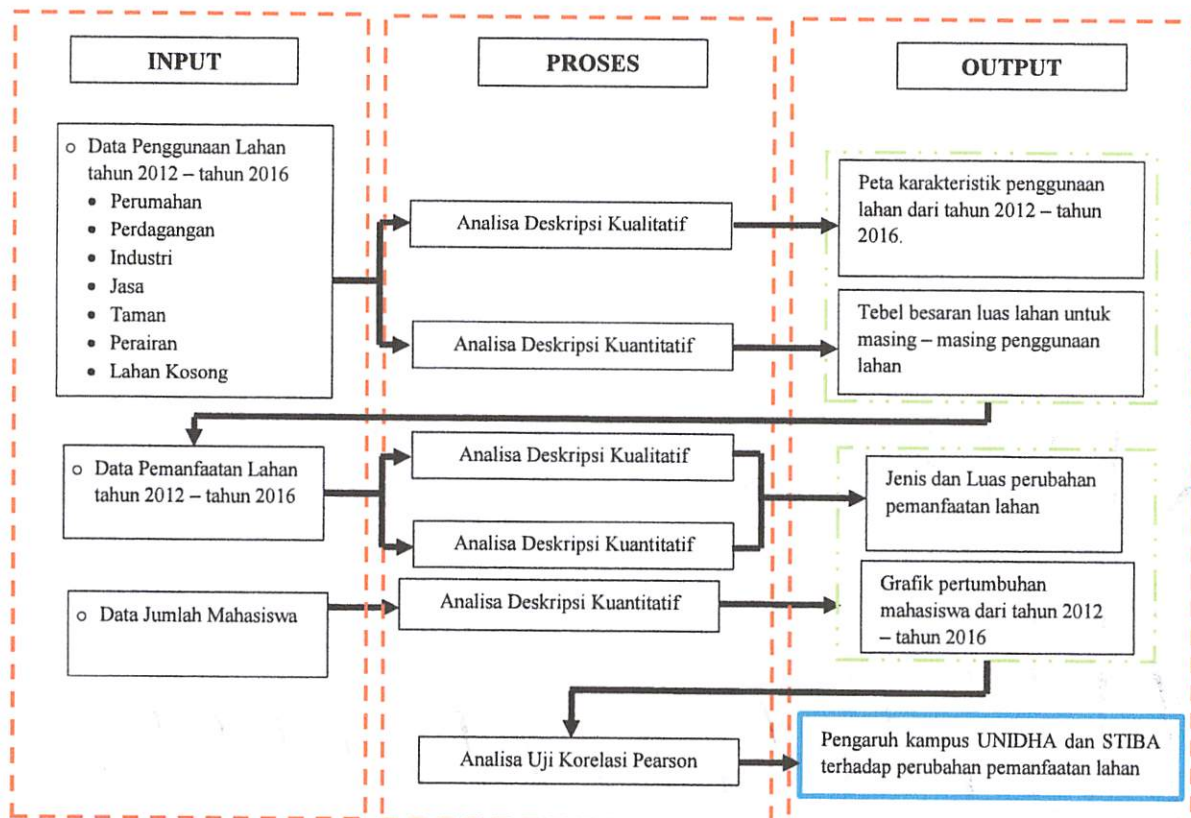 INPUT
PROSES
OUTPUT
Data Penggunaan Lahan
tahun 2012 – tahun 2016
Perumahan
Perdagangan
Industri
Jasa
Taman
Perairan
Lahan Kosong
Analisa Deskripsi Kualitatif
Analisa Deskripsi Kuantitatif
Peta karakteristik penggunaan
lahan dari tahun 2012 – tahun
2016.
Tebel besaran luas lahan untuk
masing – masing penggunaan
lahan
Data Pemanfaatan Lahan
tahun 2012 – tahun 2016
Analisa Deskripsi Kualitatif
Analisa Deskripsi Kuantitatif
Jenis dan Luas perubahan
pemanfaatan lahan
Data Jumlah Mahasiswa
Analisa Deskripsi Kuantitatif
Grafik pertumbuhan
mahasiswa dari tahun 2012
– tahun 2016
Analisa Uji Korelasi Pearson
Pengaruh kampus UNIDHA dan STIBA
terhadap perubahan pemanfaatan lahan